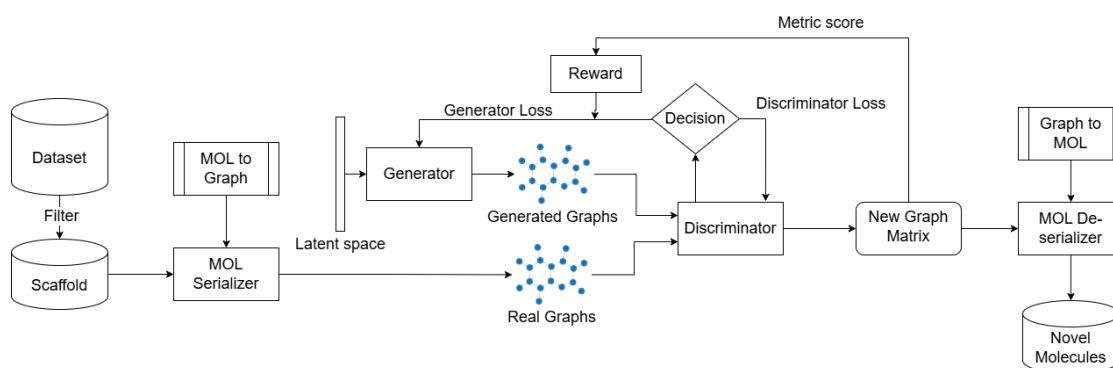 Metric score
Reward
Generator Loss
Decision
Discriminator Loss
Dataset
MOL to
Graph
Generator
Graph to
MOL
Filter
Latent space
Generated Graphs
Discriminator
New Graph
Matrix
MOL De-
serializer
Scaffold
MOL
Serializer
Real Graphs
Novel
Molecules